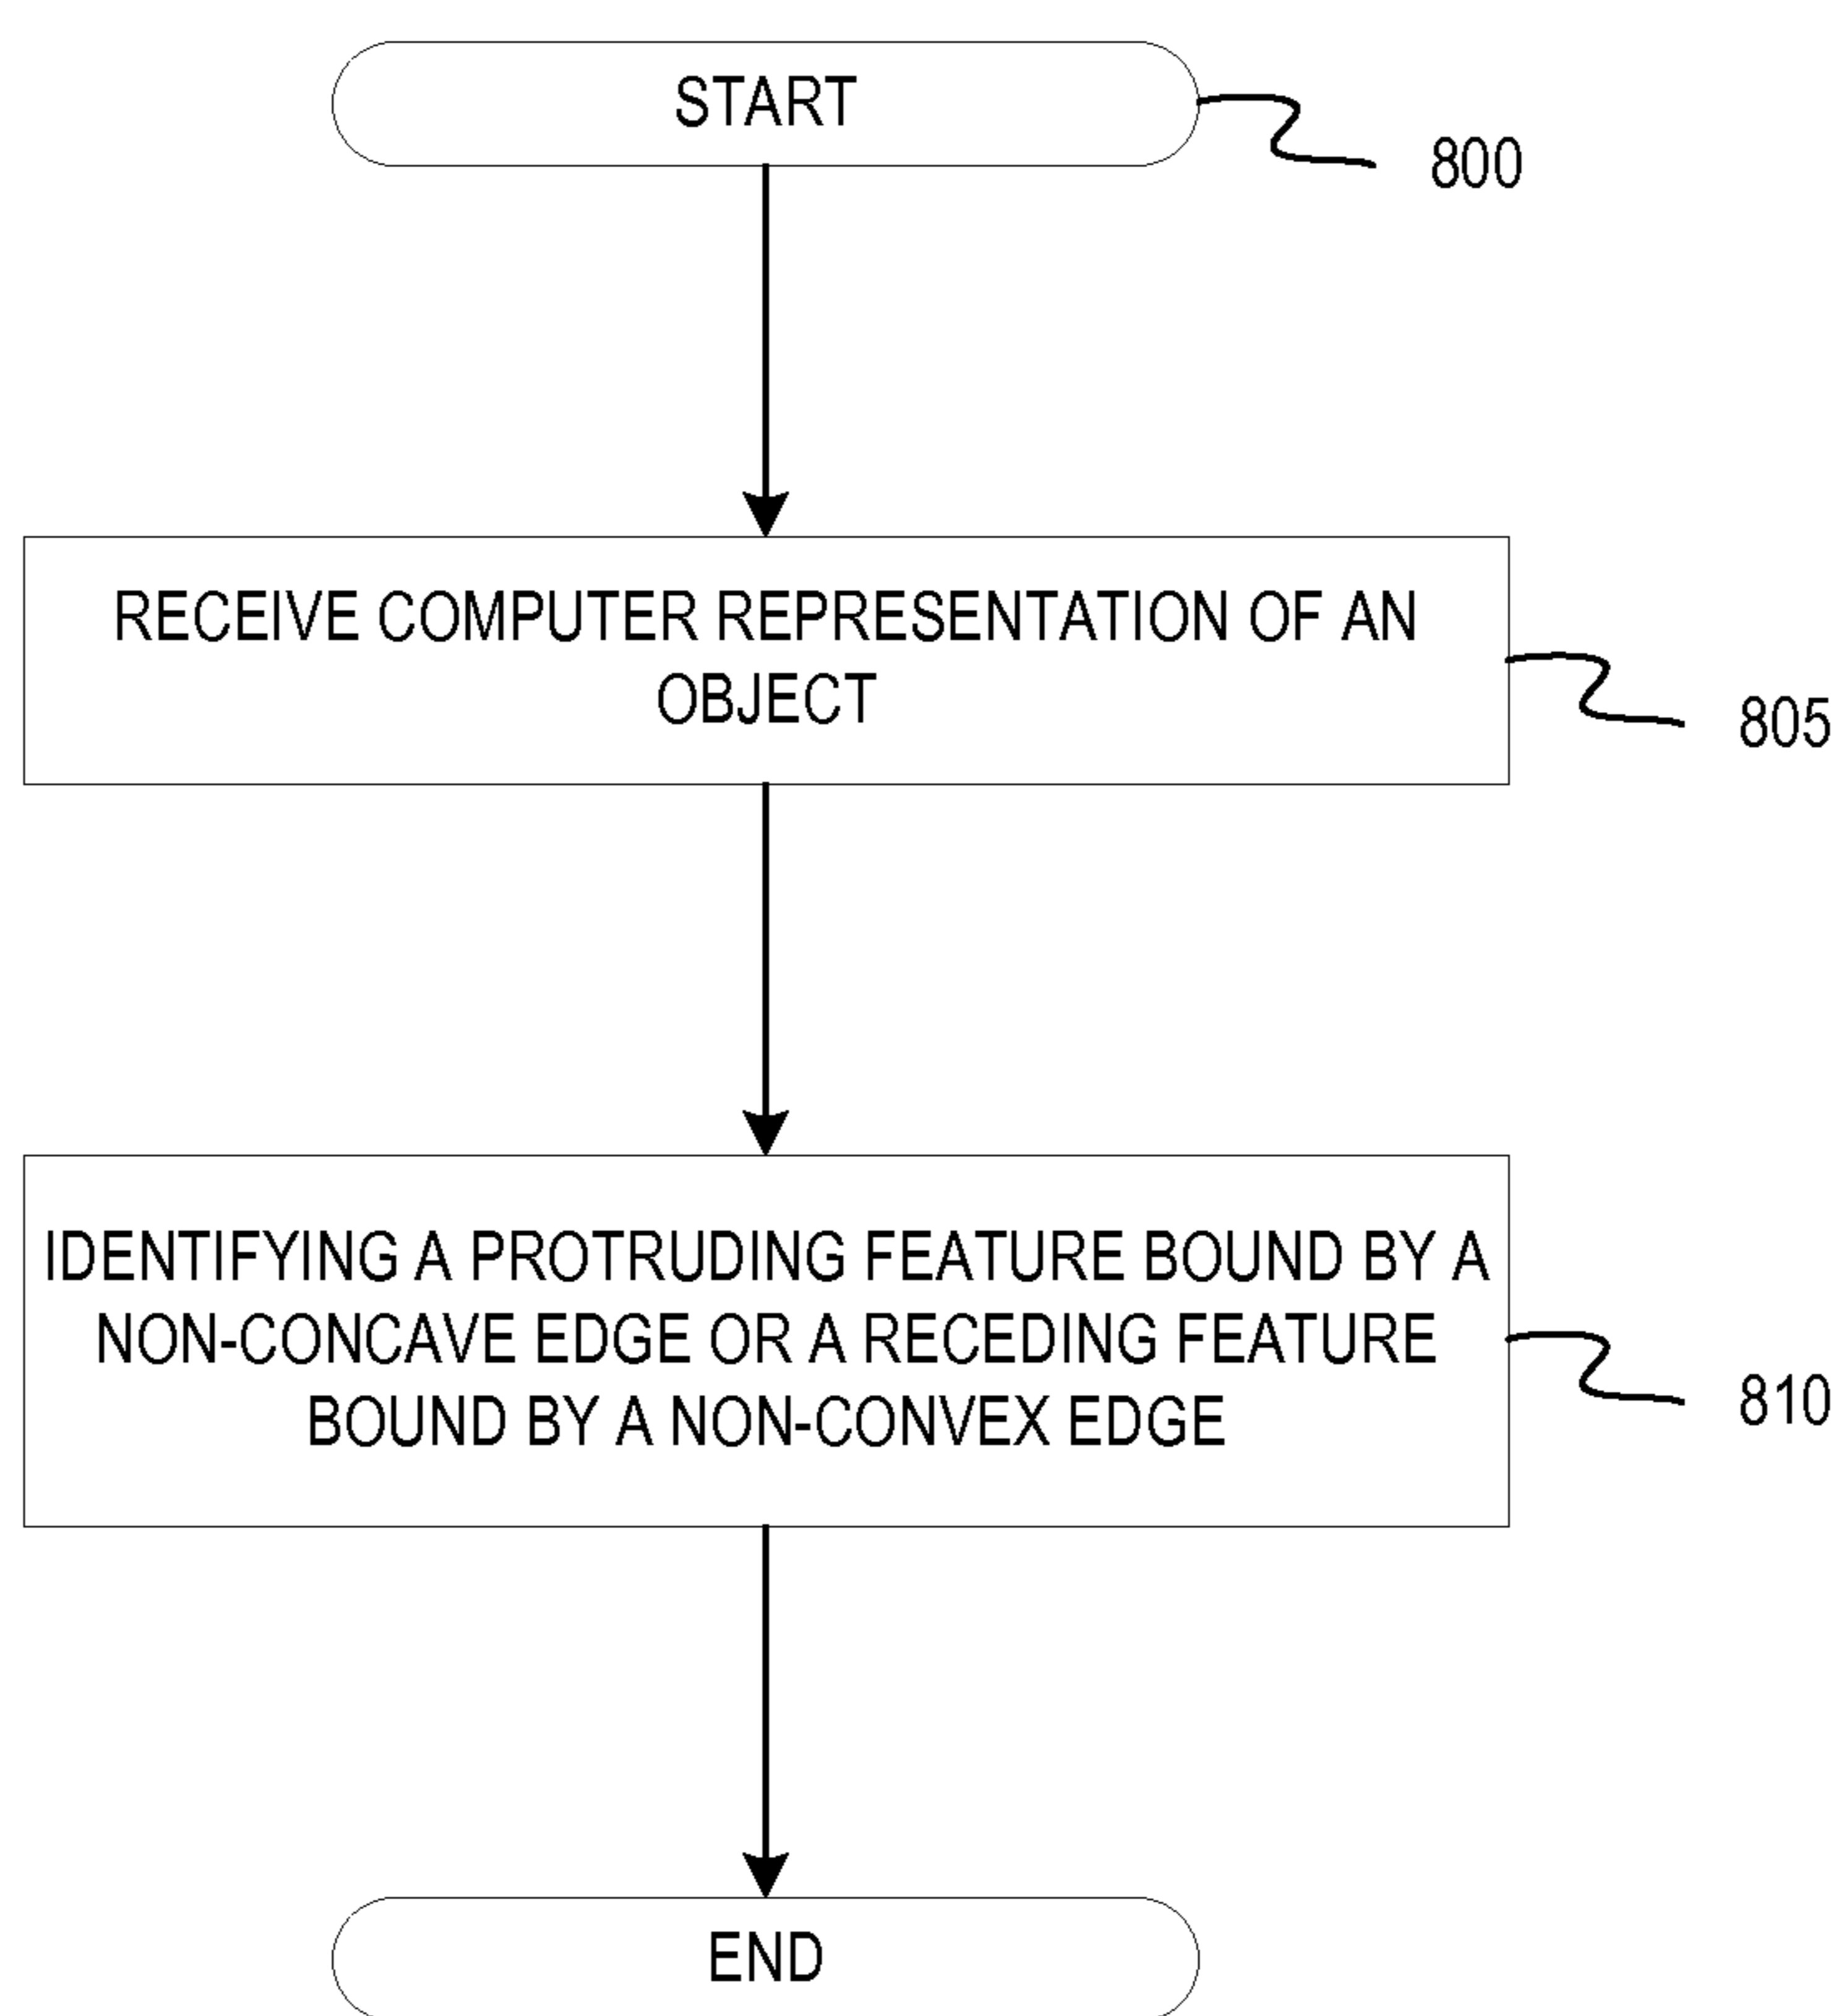 START
800
RECEIVE COMPUTER REPRESENTATION OF AN
OBJECT
805
IDENTIFYING A PROTRUDING FEATURE BOUND BY A
NON-CONCAVE EDGE OR A RECEDING FEATURE
BOUND BY A NON-CONVEX EDGE
810
END